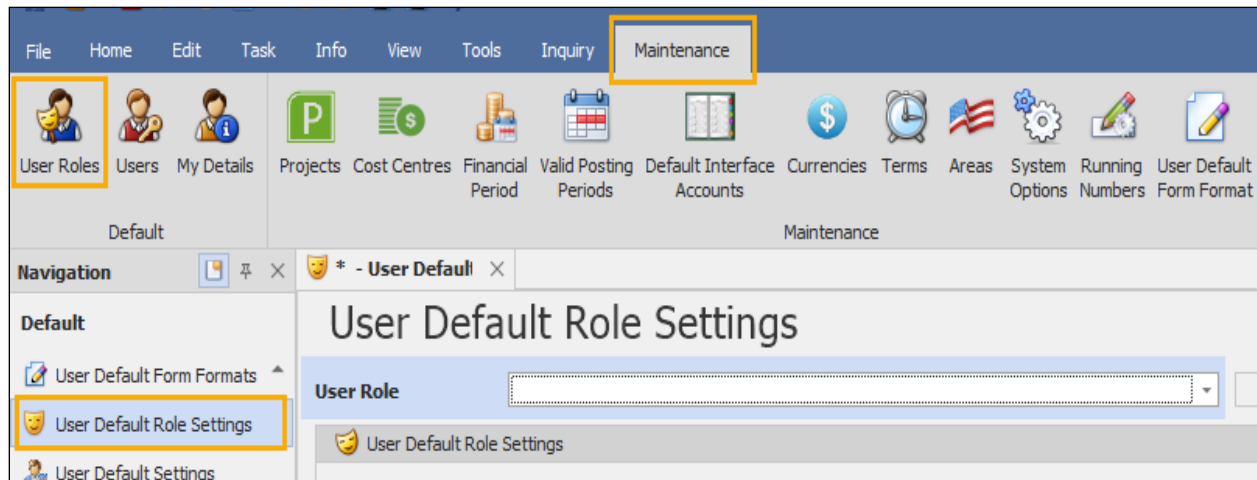 File Home Edit Task Info View Tools Inquiry Maintenance
User Roles Users My Details Projects Cost Centres Financial Period Valid Posting Periods Default Interface Accounts Currencies Terms Areas System Options Running Numbers User Default Form Format
Default Maintenance
Navigation
* - User Default
Default
User Default Form Formats
User Default Role Settings
User Default Settings
User Default Role Settings
User Role
User Default Role Settings